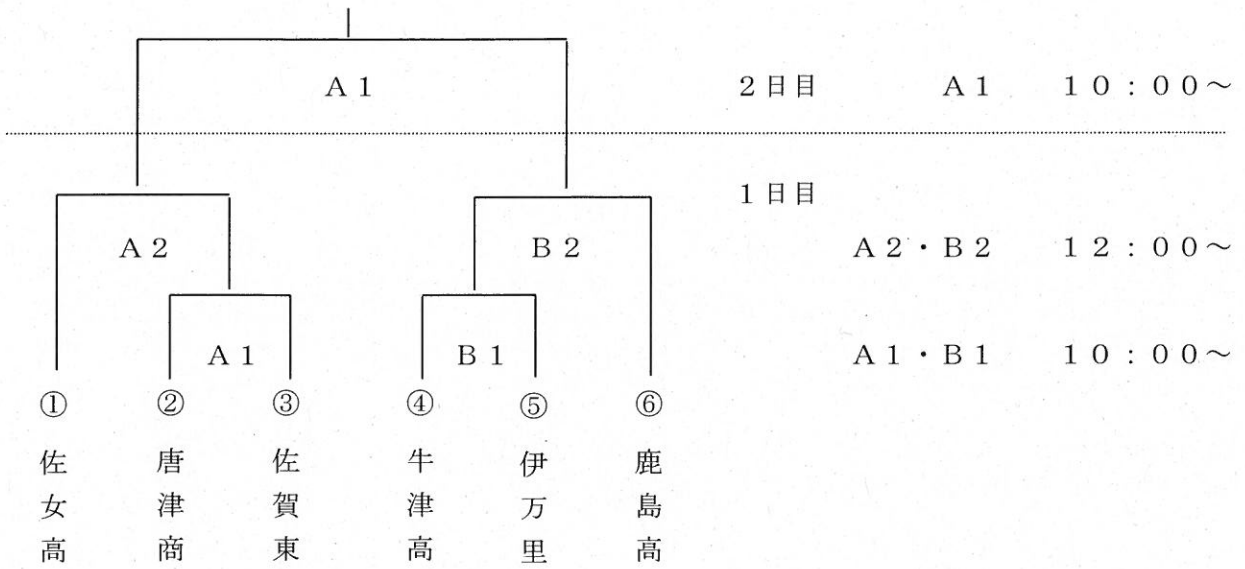 A1
2日目 A1 10:00~
1日目
A2 B2
A2・B2 12:00~
A1 B1
A1・B1 10:00~
① ② ③ ④ ⑤ ⑥
佐女高
唐津商
佐賀東
牛津高
伊万里
鹿島高